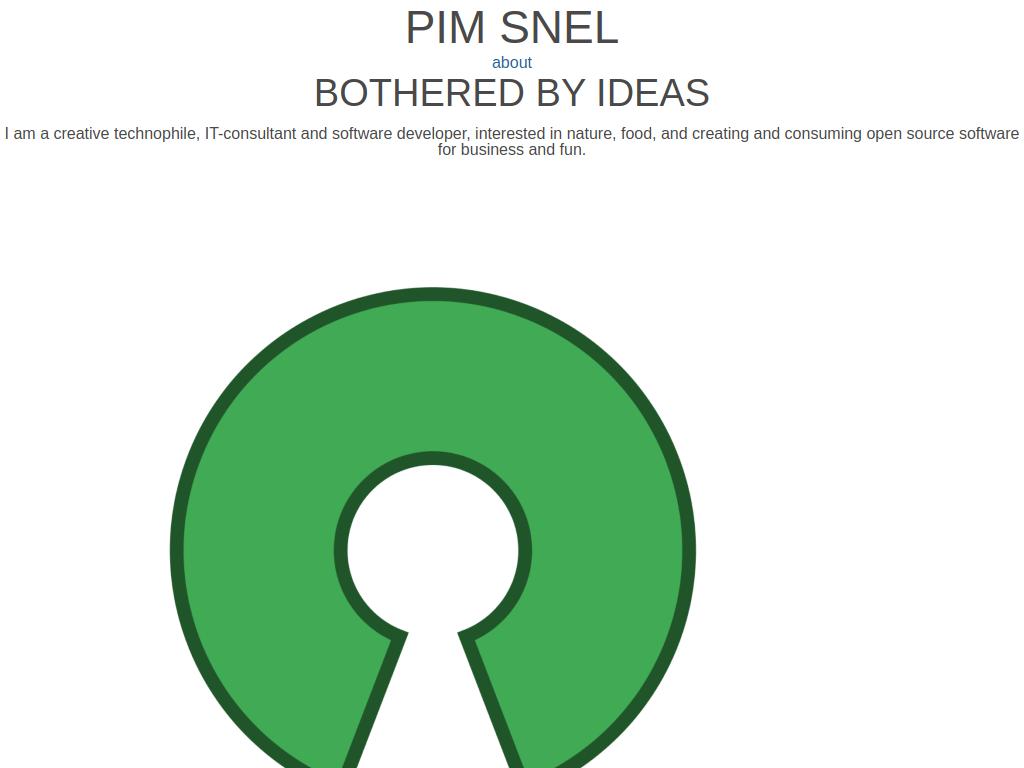 PIM SNEL
about
BOTHERED BY IDEAS
I am a creative technophile, IT-consultant and software developer, interested in nature, food, and creating and consuming open source software
for business and fun.